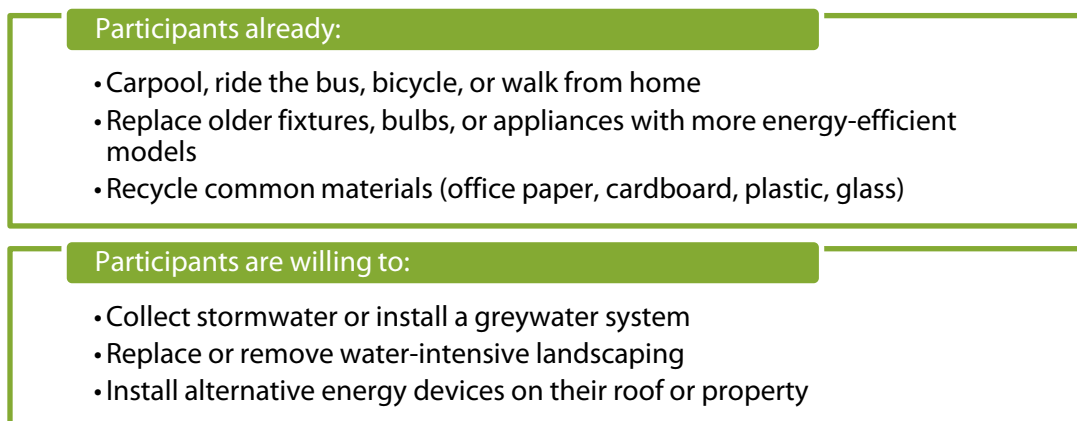 Participants already:
•Carpool, ride the bus, bicycle, or walk from home
•Replace older fixtures, bulbs, or appliances with more energy-efficient
models
•Recycle common materials (office paper, cardboard, plastic, glass)
Participants are willing to:
•Collect stormwater or install a greywater system
•Replace or remove water-intensive landscaping
•Install alternative energy devices on their roof or property